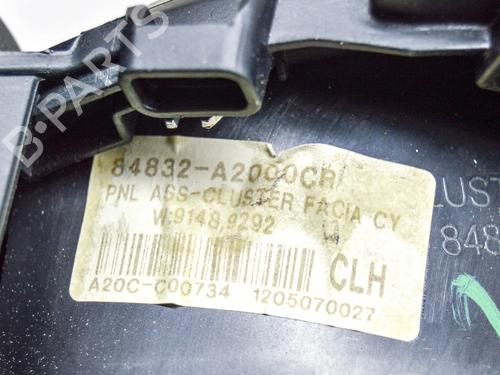 B-PARTS
84832-A2000CR
PNL ASS-CLUSTER FACIA CY
W.9148,9292
CLH
A20C-C00734 1205070027
LUST
848